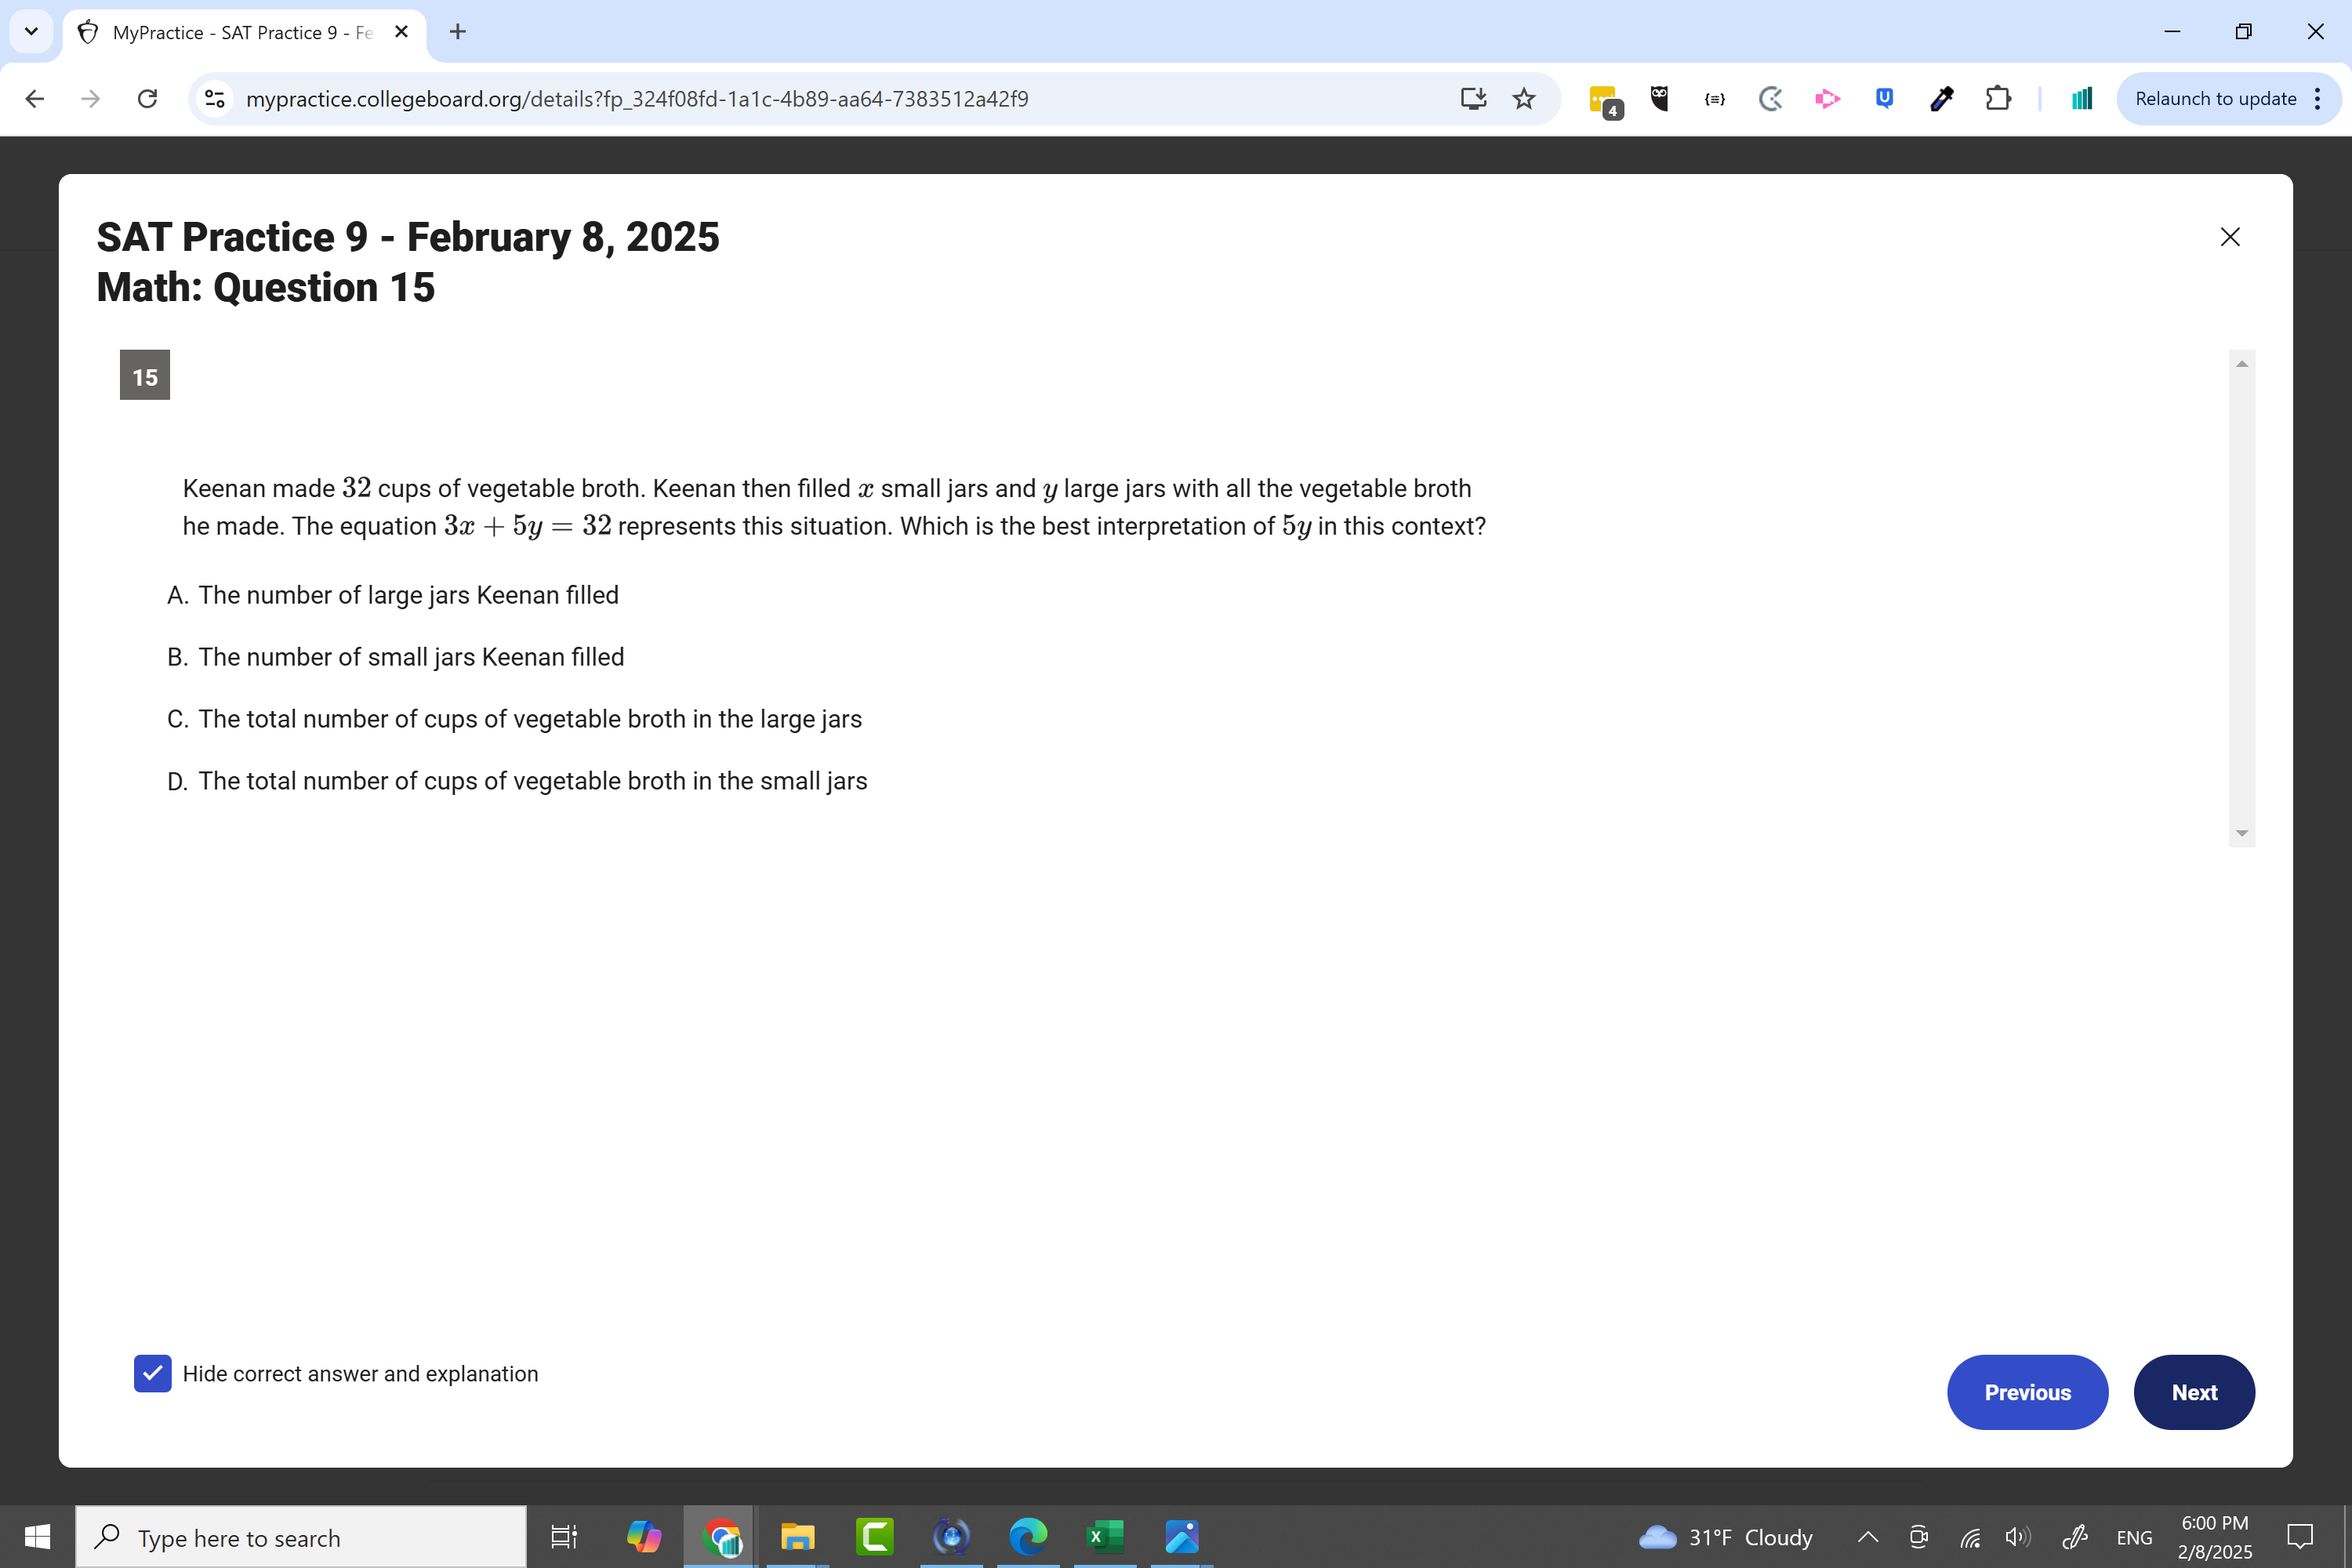 MyPractice - SAT Practice 9 - Fe
mypractice.collegeboard.org/details?fp_324f08fd-1a1c-4b89-aa64-7383512a42f9
4
Relaunch to update
SAT Practice 9 - February 8, 2025
Math: Question 15
15
Keenan made 32 cups of vegetable broth. Keenan then filled x small jars and y large jars with all the vegetable broth
he made. The equation 3x + 5y = 32 represents this situation. Which is the best interpretation of 5y in this context?
A. The number of large jars Keenan filled
B. The number of small jars Keenan filled
C. The total number of cups of vegetable broth in the large jars
D. The total number of cups of vegetable broth in the small jars
Hide correct answer and explanation
Previous
Next
Type here to search
31°F Cloudy
ENG
6:00 PM
2/8/2025